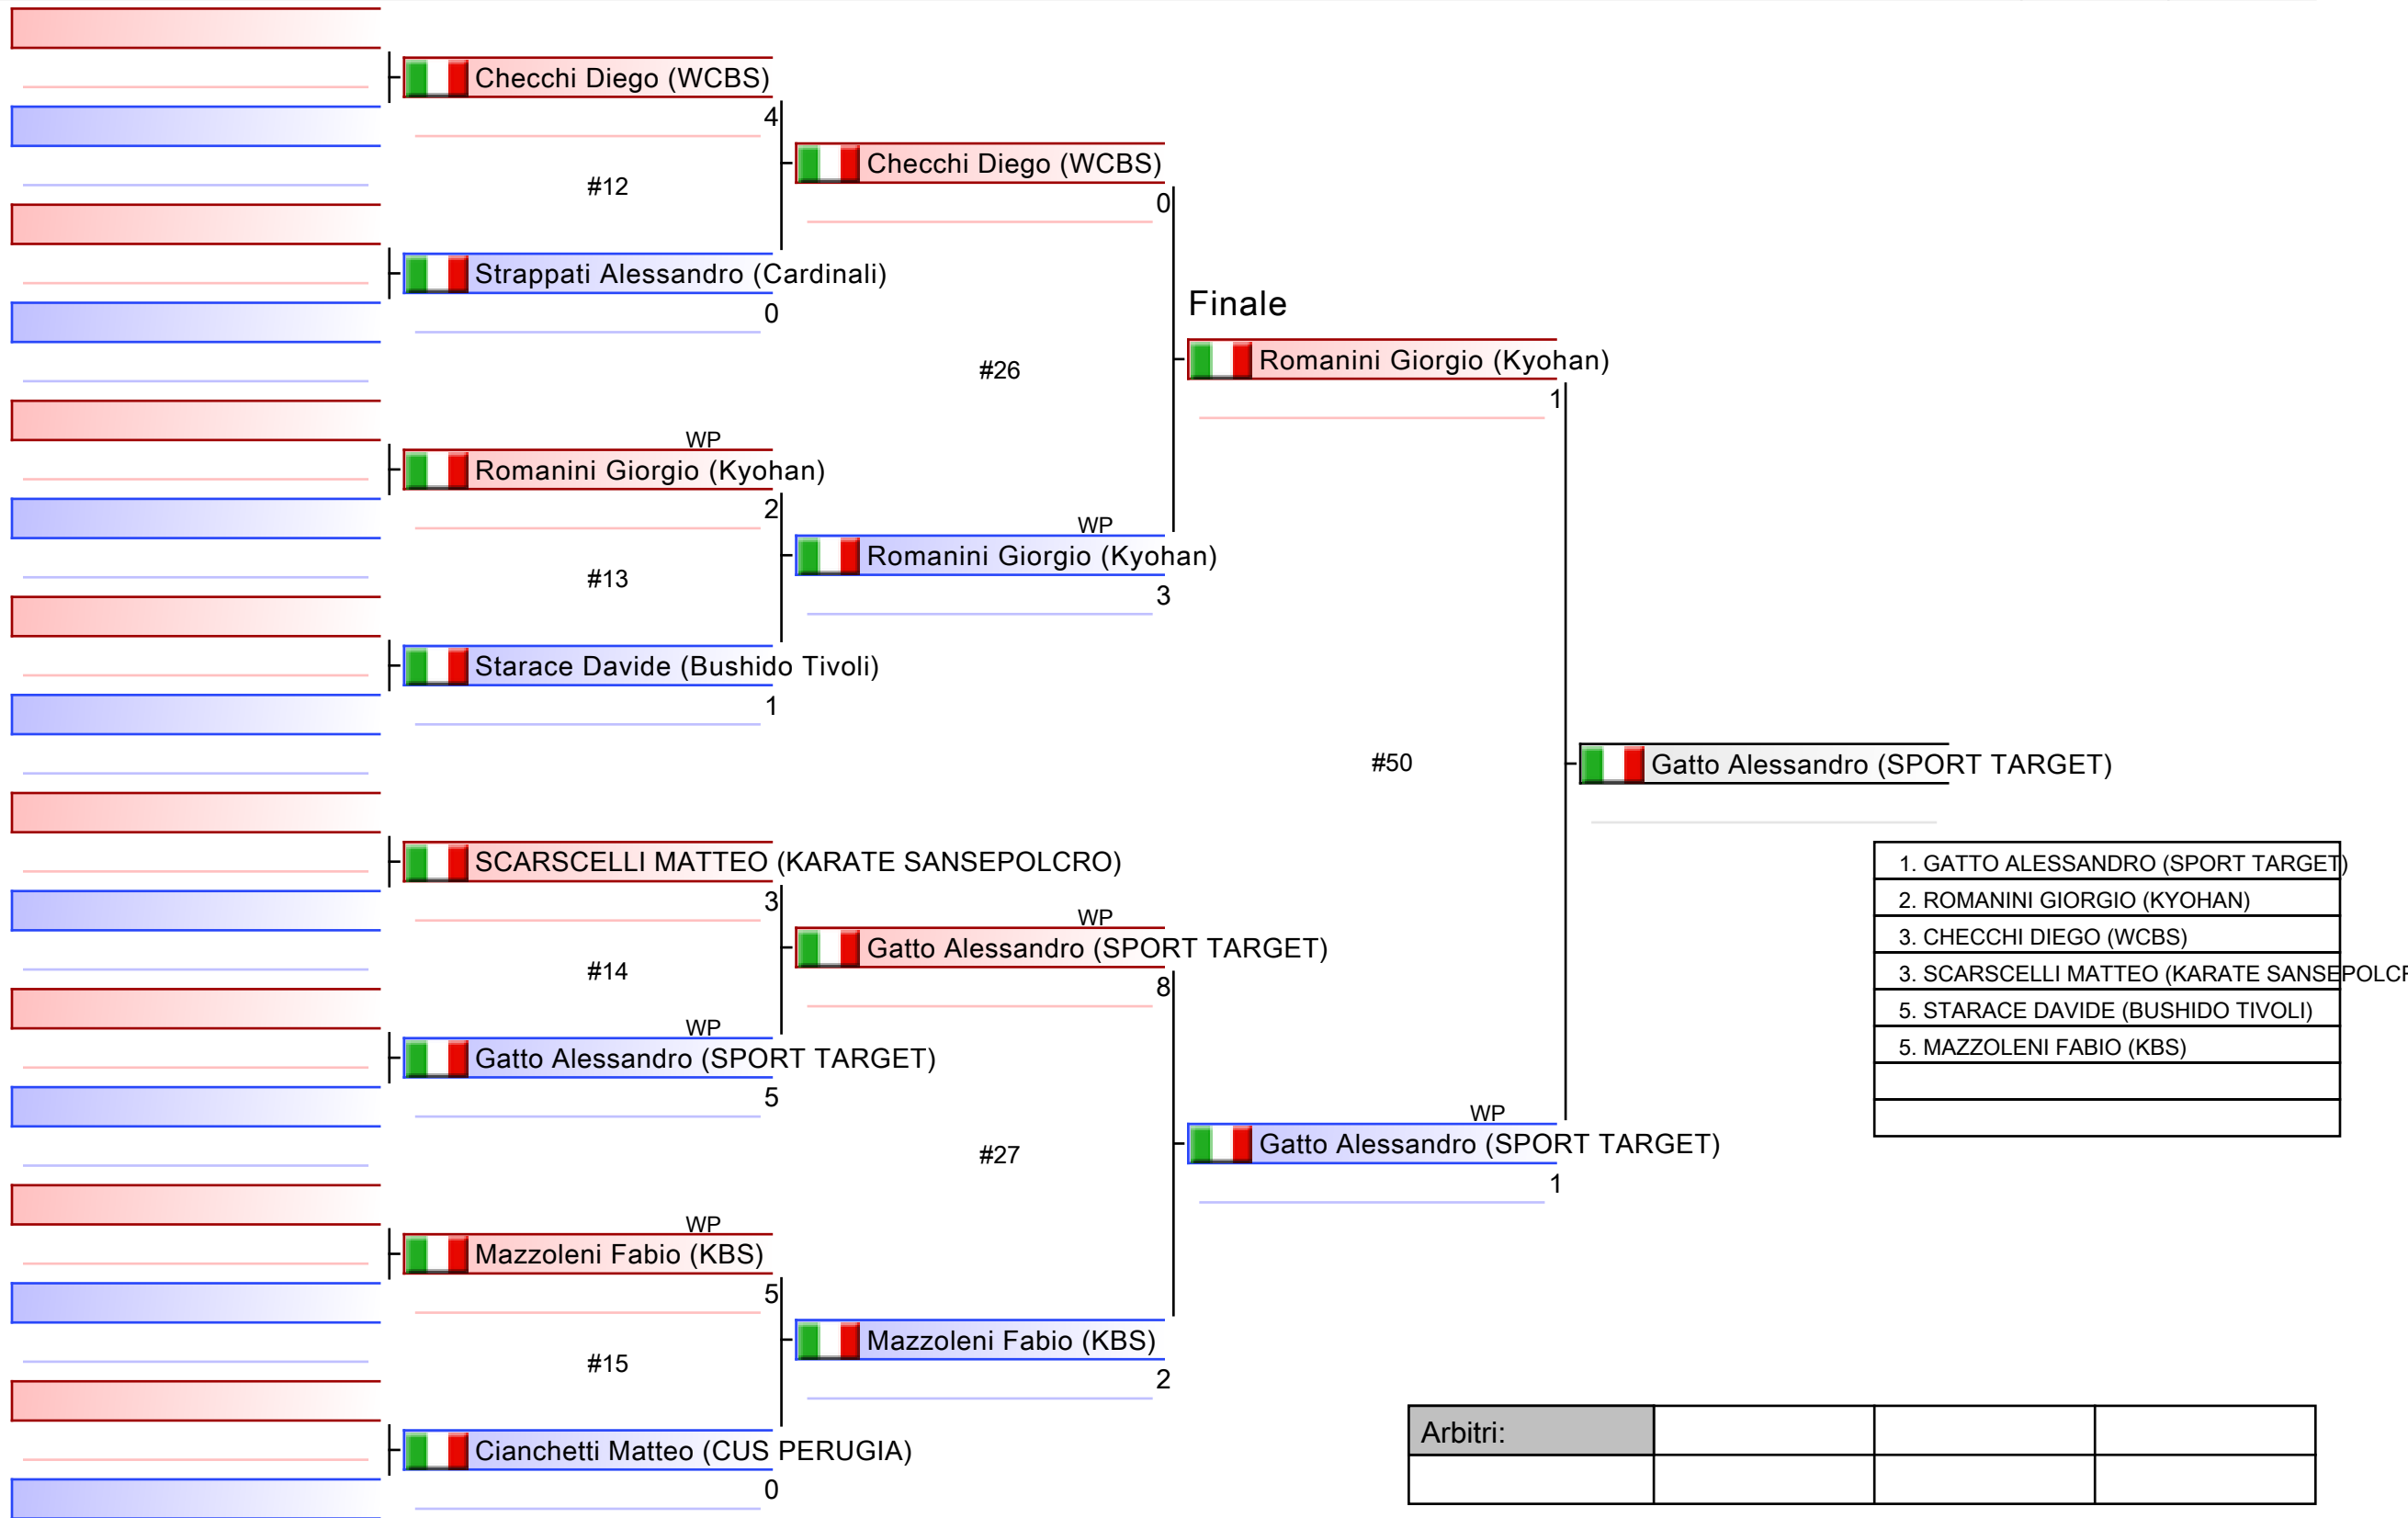 Checchi Diego (WCBS)
4
#12
Strappati Alessandro (Cardinali)
0
WP
Romanini Giorgio (Kyohan)
2
#13
Starace Davide (Bushido Tivoli)
1
SCARSCELLI MATTEO (KARATE SANSEPOLCRO)
3
#14
WP
Gatto Alessandro (SPORT TARGET)
5
WP
Mazzoleni Fabio (KBS)
5
#15
Cianchetti Matteo (CUS PERUGIA)
0
Checchi Diego (WCBS)
0
#26
WP
Romanini Giorgio (Kyohan)
3
WP
Gatto Alessandro (SPORT TARGET)
8
#27
Mazzoleni Fabio (KBS)
2
Finale
Romanini Giorgio (Kyohan)
1
#50
WP
Gatto Alessandro (SPORT TARGET)
1
Gatto Alessandro (SPORT TARGET)
1. GATTO ALESSANDRO (SPORT TARGET)
2. ROMANINI GIORGIO (KYOHAN)
3. CHECCHI DIEGO (WCBS)
3. SCARSCELLI MATTEO (KARATE SANSEPOLCR
5. STARACE DAVIDE (BUSHIDO TIVOLI)
5. MAZZOLENI FABIO (KBS)
Arbitri: